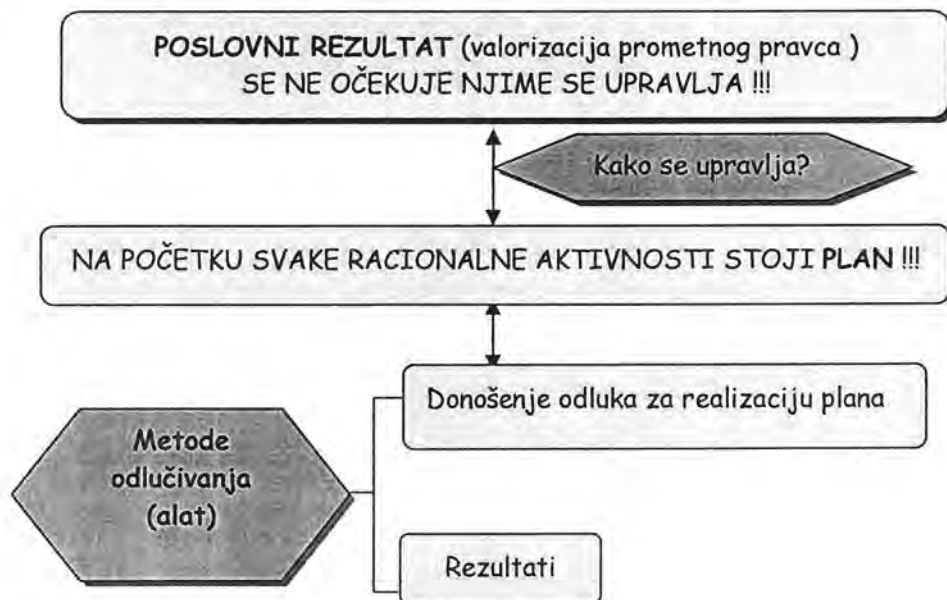 POSLOVNI REZULTAT (valorizacija prometnog pravca )
SE NE OČEKUJE NJIME SE UPRAVLJA !!!
Kako se upravlja?
NA POČETKU SVAKE RACIONALNE AKTIVNOSTI STOJI PLAN !!!
Donošenje odluka za realizaciju plana
Metode
odlučivanja
(alat)
Rezultati